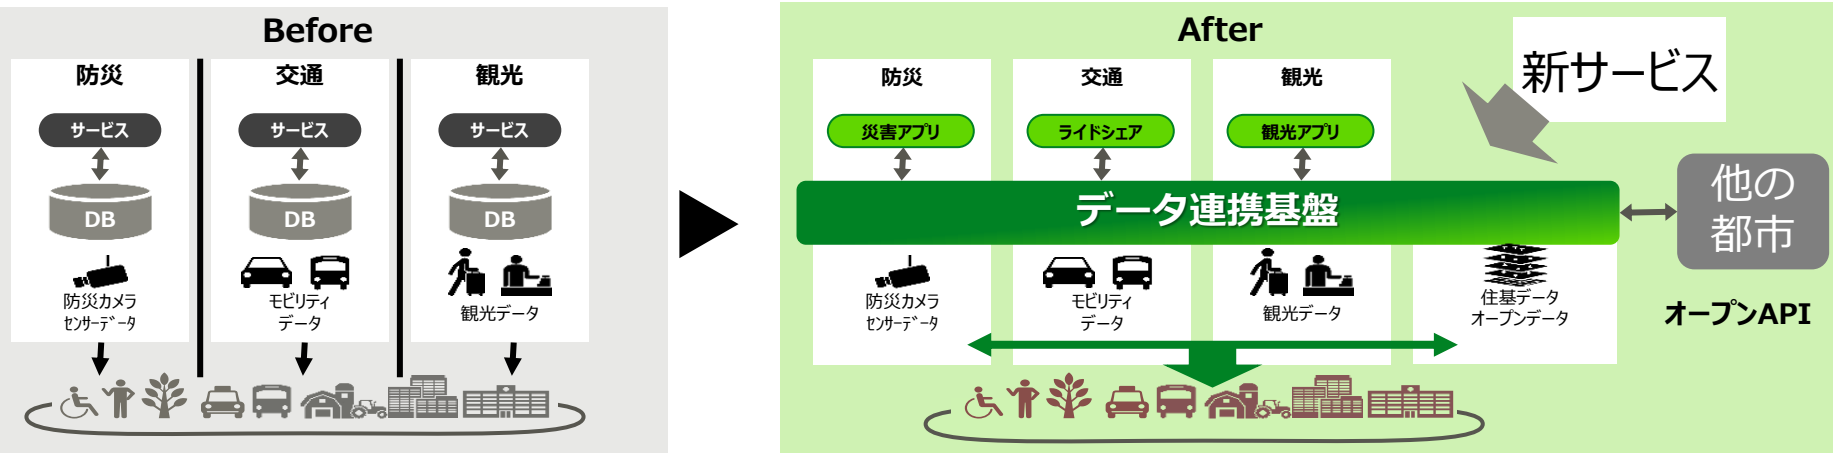 Before
防災
交通
観光
サービス
サービス
サービス
DB
DB
DB
防災カメラ
センサーデータ
モビリティ
データ
観光データ
After
新サービス
防災
交通
観光
災害アプリ
ライドシェア
観光アプリ
データ連携基盤
他の
都市
防災カメラ
センサーデータ
モビリティ
データ
観光データ
住基データ
オープンデータ
オープンAPI